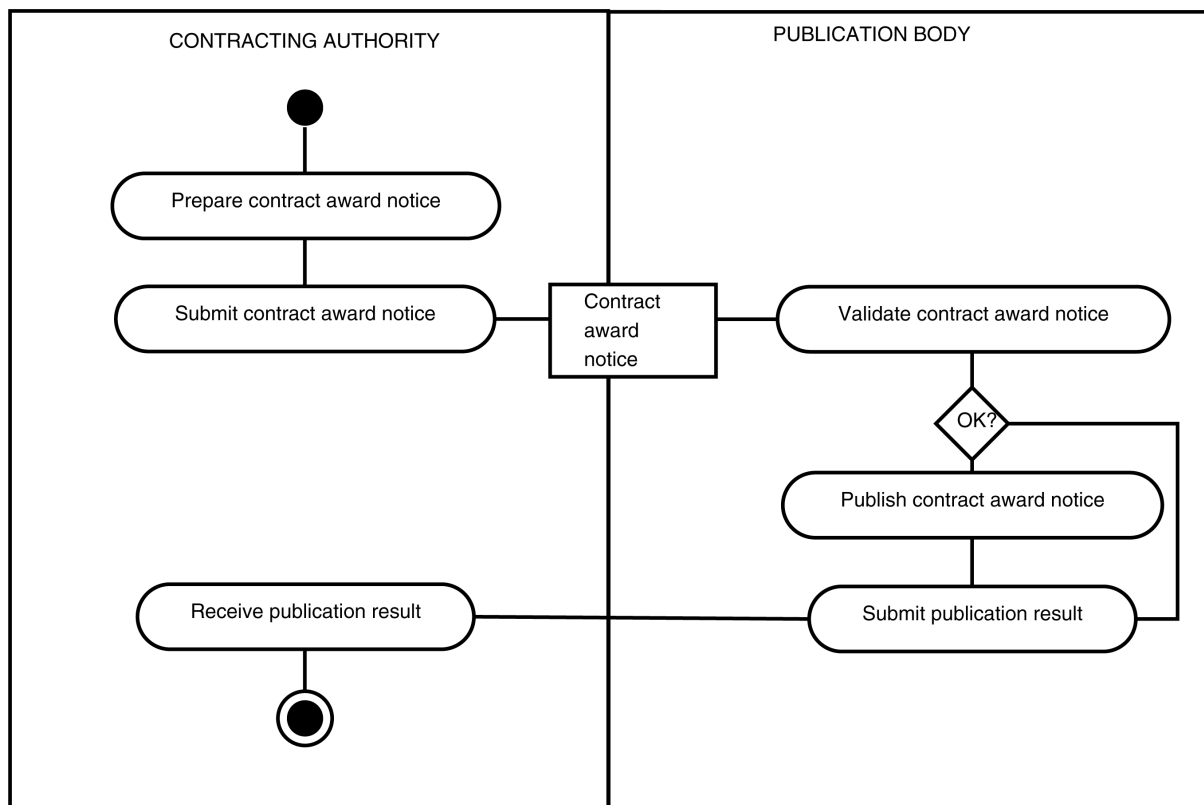 CONTRACTING AUTHORITY
PUBLICATION BODY
Prepare contract award notice
Submit contract award notice
Contract
award
notice
Validate contract award notice
OK?
Publish contract award notice
Receive publication result
Submit publication result